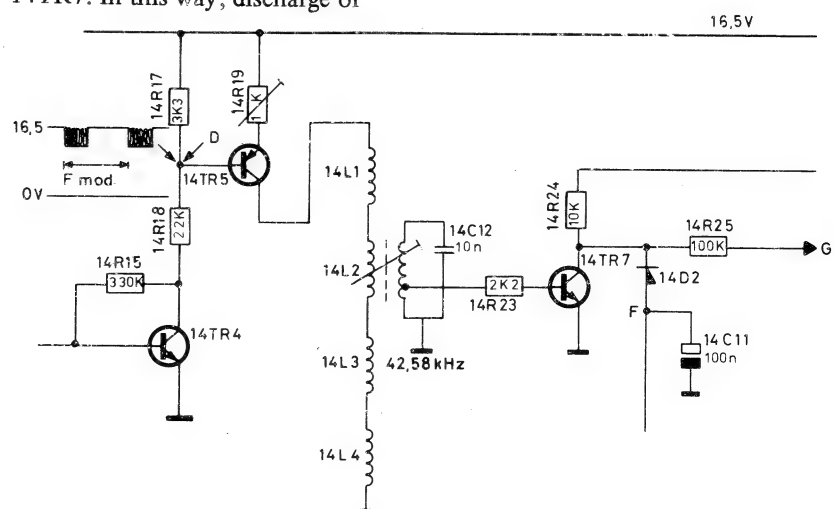 14TR7. In this way, discharge of
16,5V
14R17
3K3
14R19
1K
16,5
D
F mod.
14TR5
0V
14L1
14R18
2.2K
14R24
10K
14C12
10n
14R25
100K
G
14R15
330K
14L2
14TR7
2K2
14R23
14D2
F
14TR4
14C11
100n
14L3
42,58kHz
14L4